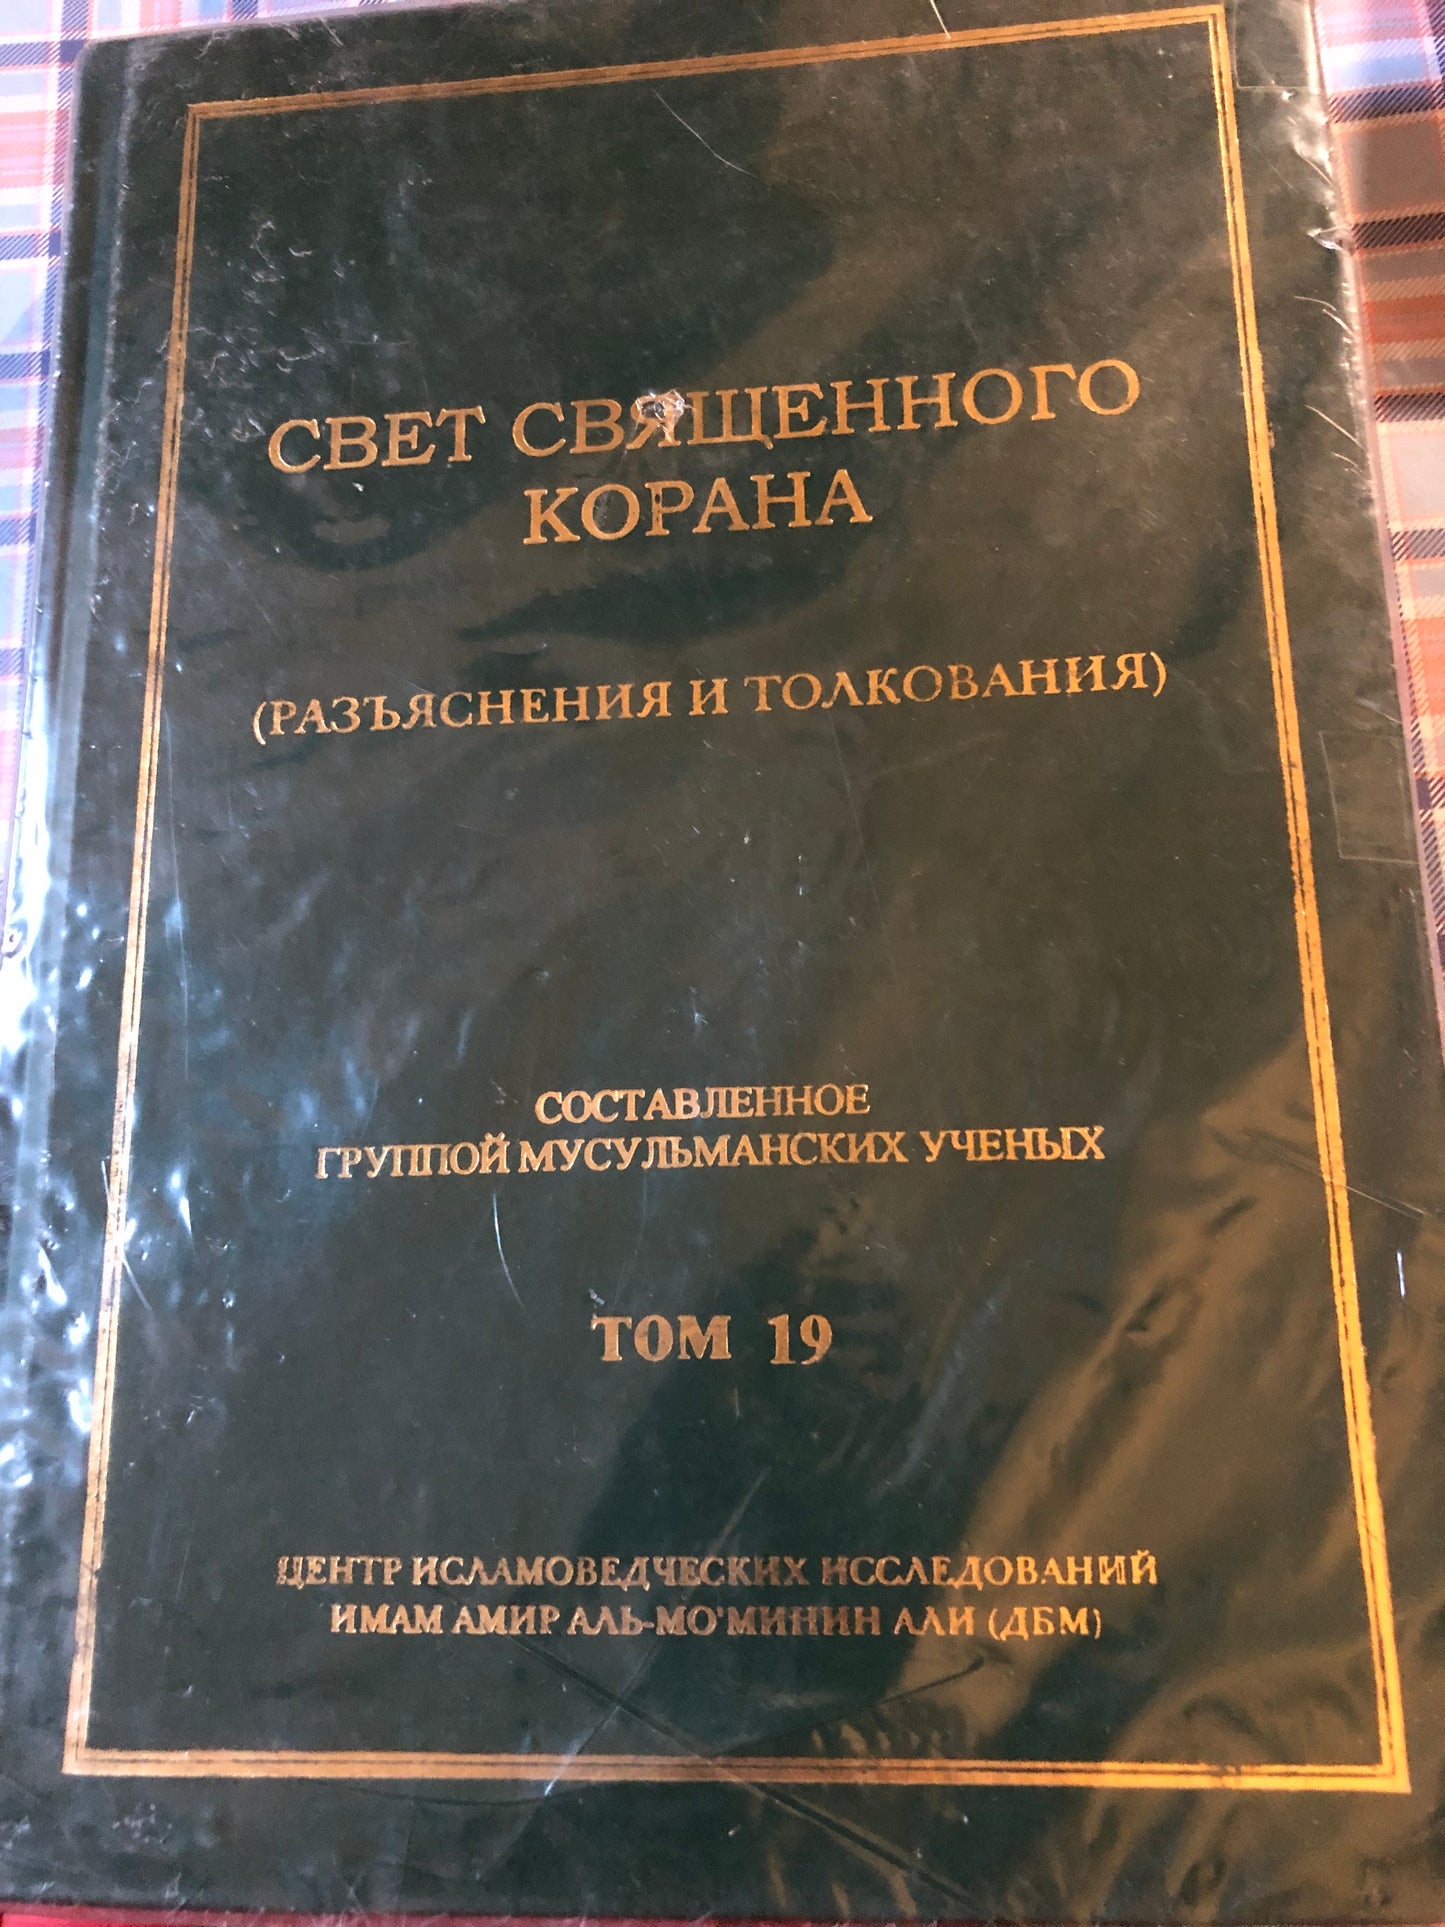 СВЕТ СВЯЩЕННОГО
КОРАНА
(РАЗЪЯСНЕНИЯ И ТОЛКОВАНИЯ)
СОСТАВЛЕННОЕ
ГРУППОЙ МУСУЛЬМАНСКИХ УЧЕНЫХ
ТОМ 19
ЦЕНТР ИСЛАМОВЕДЧЕСКИХ ИССЛЕДОВАНИЙ
ИМАМ АМИР АЛЬ-МО'МИНИН АЛИ (ДБМ)